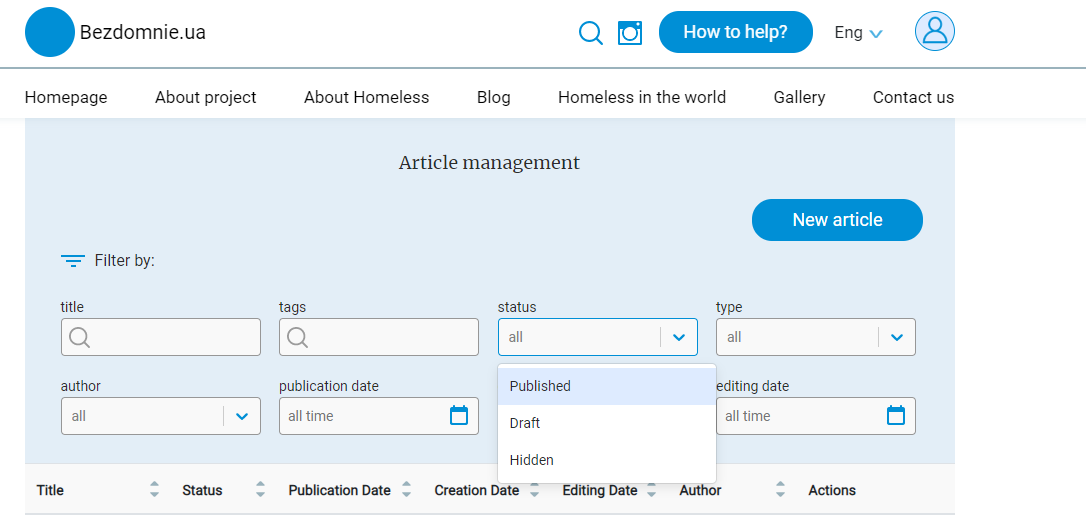 Bezdomnie.ua
How to help?
Eng
Homepage
About project
About Homeless
Blog
Homeless in the world
Gallery
Contact us
Article management
New article
Filter by:
title
tags
status
type
all
all
author
publication date
editing date
all
all time
all time
Published
Draft
Hidden
Title
Status
Publication Date
Creation Date
Editing Date
Author
Actions